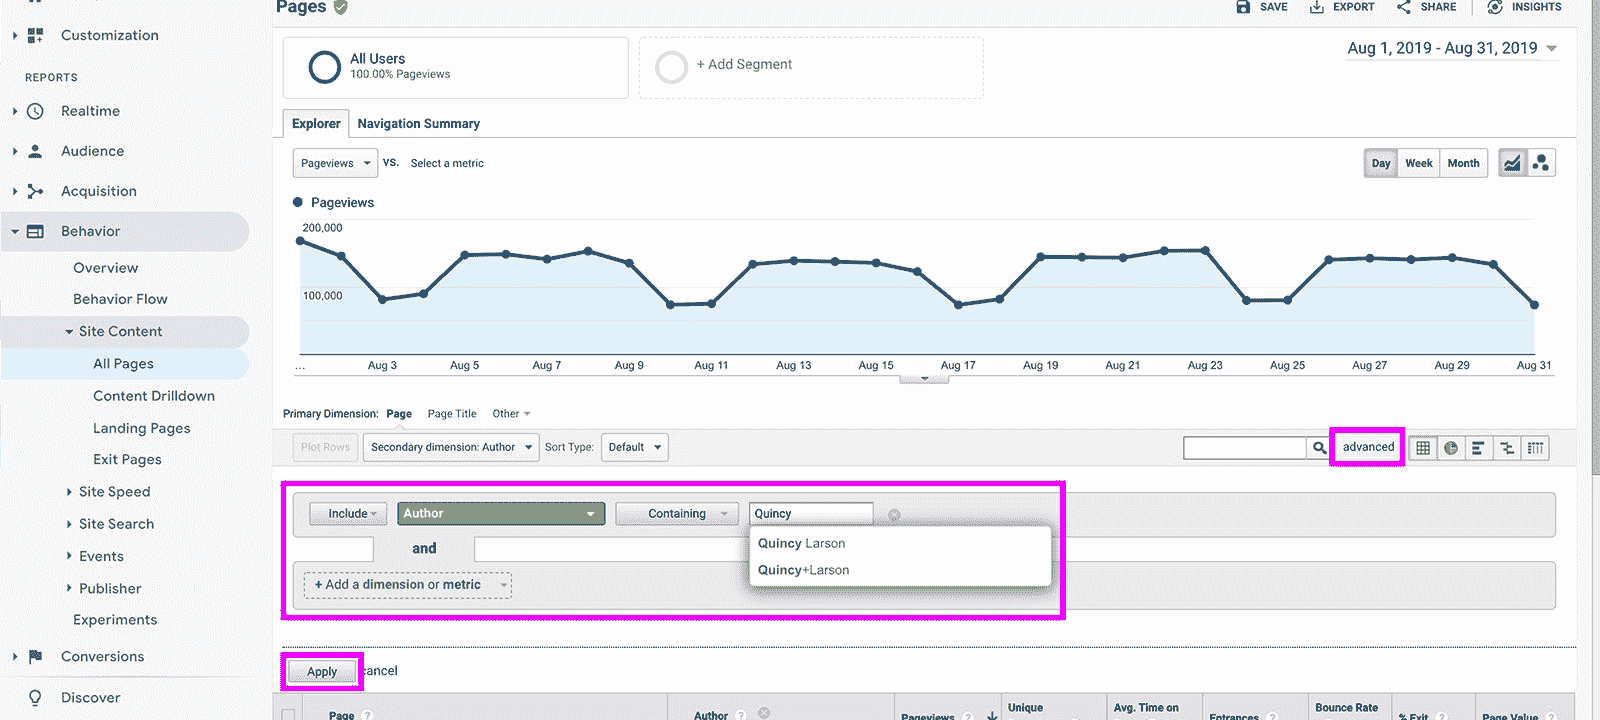 Pages
SAVE EXPORT SHARE INSIGHTS
Customization
All Users
100.00% Pageviews
+ Add Segment
Aug 1, 2019 - Aug 31, 2019
REPORTS
Realtime
Audience
Acquisition
Behavior
Overview
Behavior Flow
Site Content
All Pages
Content Drilldown
Landing Pages
Exit Pages
Site Speed
Site Search
Events
Publisher
Experiments
Conversions
Discover
Explorer Navigation Summary
Pageviews VS. Select a metric
Day Week Month
Pageviews
200,000
100,000
... Aug 3 Aug 5 Aug 7 Aug 9 Aug 11 Aug 13 Aug 15 Aug 17 Aug 19 Aug 21 Aug 23 Aug 25 Aug 27 Aug 29 Aug 31
Primary Dimension: Page Page Title Other
Plot Rows Secondary dimension: Author Sort Type: Default advanced
Include Author Containing Quincy
Quincy Larson
Quincy+Larson
and
+ Add a dimension or metric
Apply cancel
Page ? Author ? Pageviews ? Unique Avg. Time on Entrances ? Bounce Rate % Exit ? Page Value ?